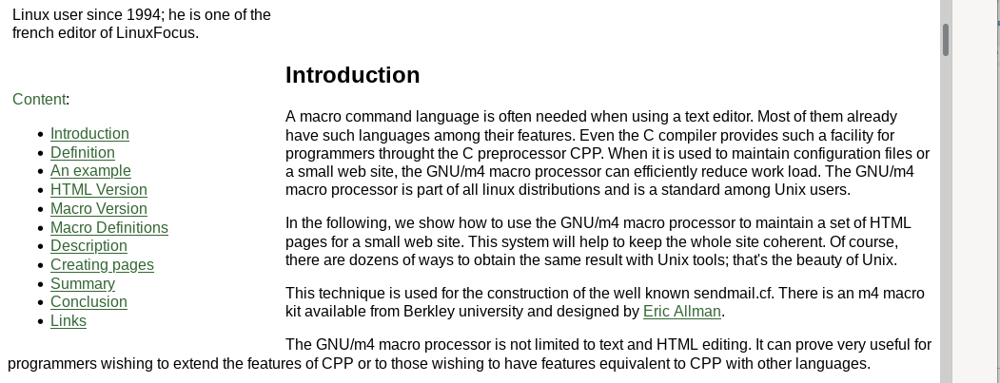 Linux user since 1994; he is one of the
french editor of LinuxFocus.
Content:
Introduction
Definition
An example
HTML Version
Macro Version
Macro Definitions
Description
Creating pages
Summary
Conclusion
Links
Introduction
A macro command language is often needed when using a text editor. Most of them already
have such languages among their features. Even the C compiler provides such a facility for
programmers throught the C preprocessor CPP. When it is used to maintain configuration files or
a small web site, the GNU/m4 macro processor can efficiently reduce work load. The GNU/m4
macro processor is part of all linux distributions and is a standard among Unix users.
In the following, we show how to use the GNU/m4 macro processor to maintain a set of HTML
pages for a small web site. This system will help to keep the whole site coherent. Of course,
there are dozens of ways to obtain the same result with Unix tools; that's the beauty of Unix.
This technique is used for the construction of the well known sendmail.cf. There is an m4 macro
kit available from Berkley university and designed by Eric Allman.
The GNU/m4 macro processor is not limited to text and HTML editing. It can prove very useful for
programmers wishing to extend the features of CPP or to those wishing to have features equivalent to CPP with other languages.